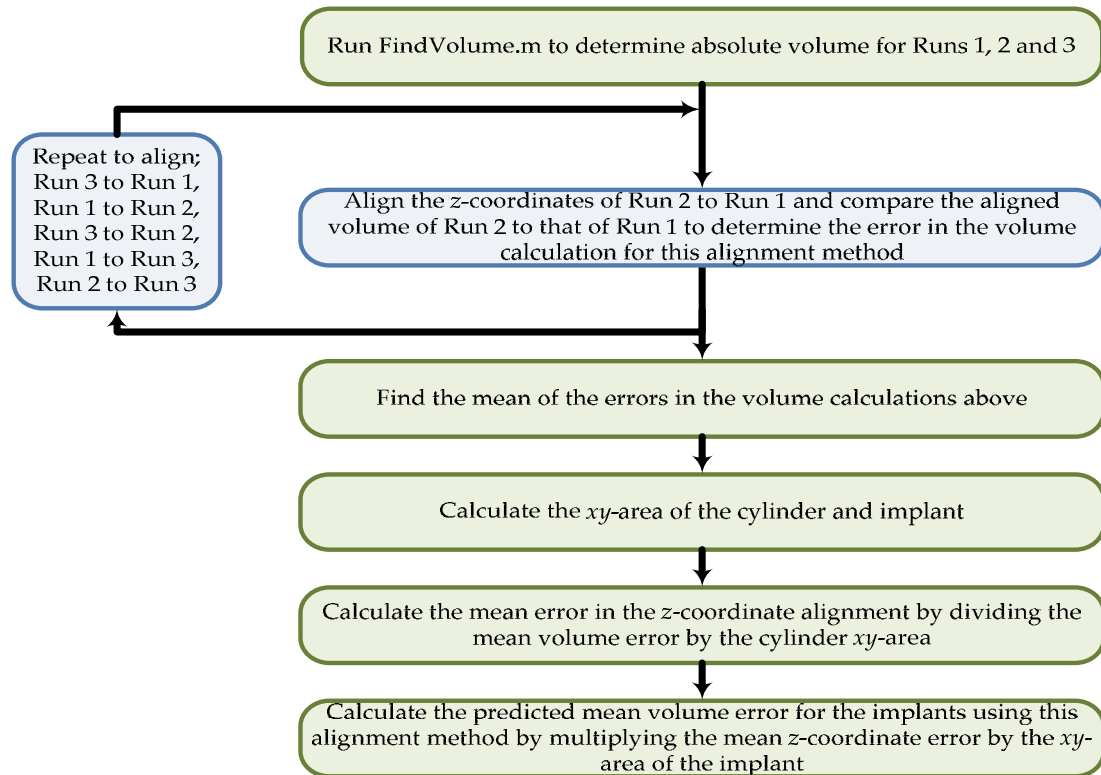 Run FindVolume.m to determine absolute volume for Runs 1, 2 and 3
Repeat to align;
Run 3 to Run 1,
Run 1 to Run 2,
Run 3 to Run 2,
Run 1 to Run 3,
Run 2 to Run 3
Align the z-coordinates of Run 2 to Run 1 and compare the aligned
volume of Run 2 to that of Run 1 to determine the error in the volume
calculation for this alignment method
Find the mean of the errors in the volume calculations above
Calculate the xy-area of the cylinder and implant
Calculate the mean error in the z-coordinate alignment by dividing the
mean volume error by the cylinder xy-area
Calculate the predicted mean volume error for the implants using this
alignment method by multiplying the mean z-coordinate error by the xy-
area of the implant